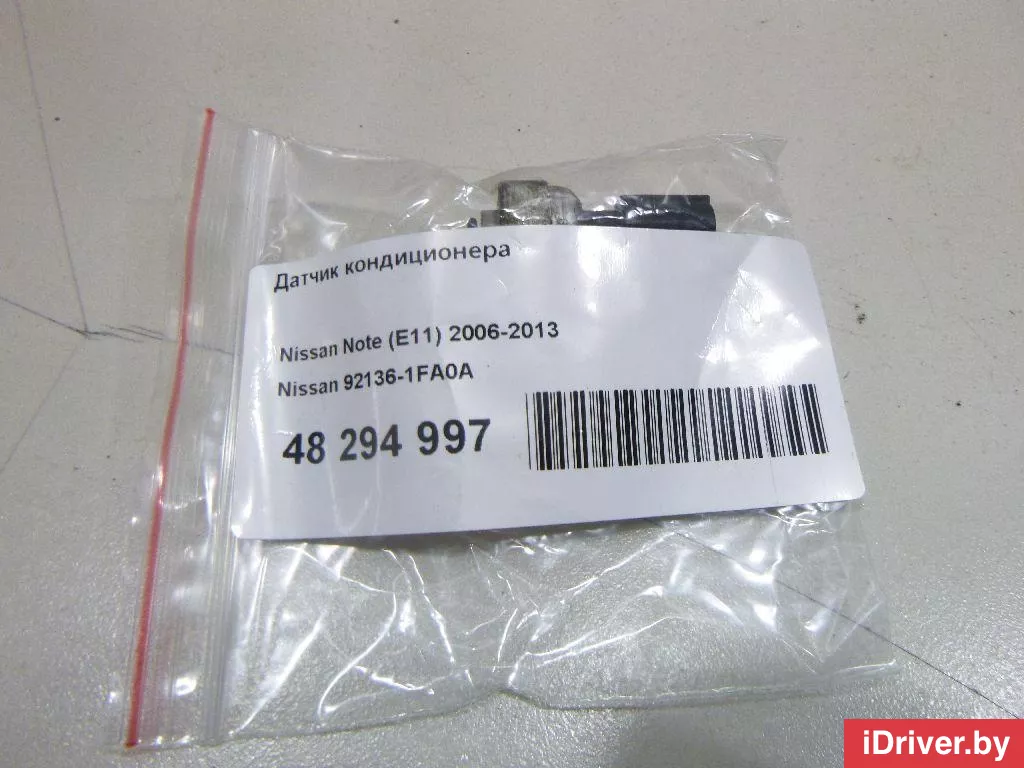 Датчик кондиционера
Nissan Note (E11) 2006-2013
Nissan 92136-1FA0A
48 294 997
iDriver.by